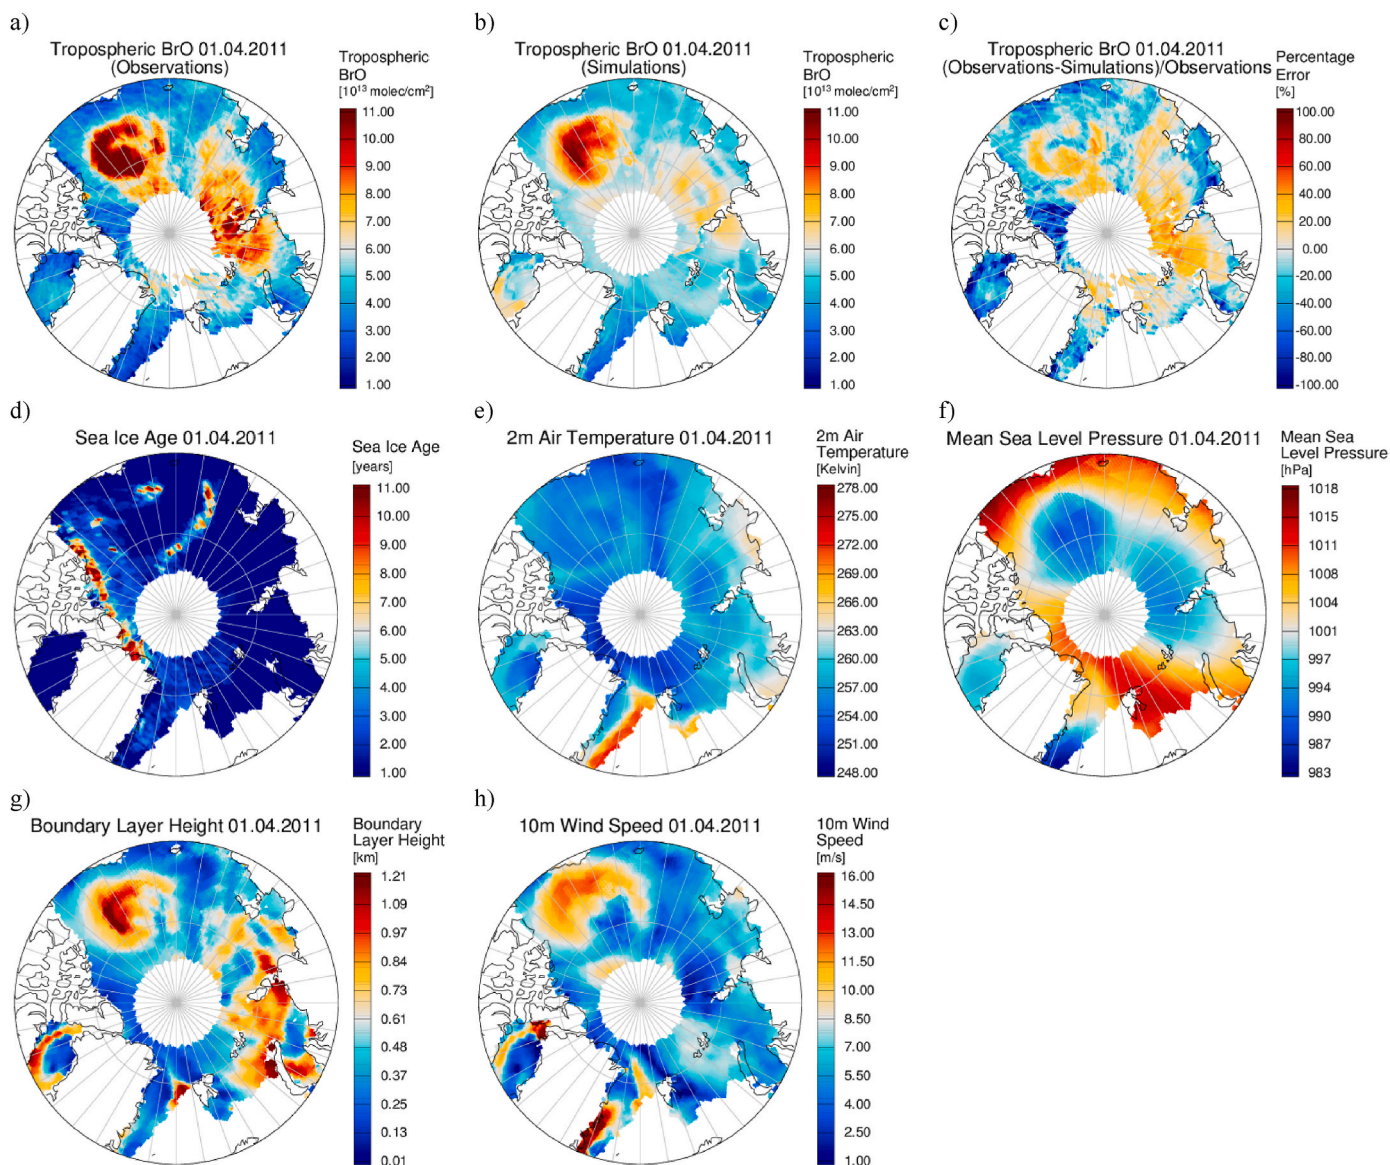 a)
Tropospheric BrO 01.04.2011
(Observations)
Tropospheric
BrO
[10¹³ molec/cm²]
11.00
10.00
9.00
8.00
7.00
6.00
5.00
4.00
3.00
2.00
1.00
b)
Tropospheric BrO 01.04.2011
(Simulations)
Tropospheric
BrO
[10¹³ molec/cm²]
11.00
10.00
9.00
8.00
7.00
6.00
5.00
4.00
3.00
2.00
1.00
c)
Tropospheric BrO 01.04.2011
(Observations-Simulations)/Observations
Percentage
Error
[%]
100.00
80.00
60.00
40.00
20.00
0.00
-20.00
-40.00
-60.00
-80.00
-100.00
d)
Sea Ice Age 01.04.2011
Sea Ice Age
[years]
11.00
10.00
9.00
8.00
7.00
6.00
5.00
4.00
3.00
2.00
1.00
e)
2m Air Temperature 01.04.2011
2m Air
Temperature
[Kelvin]
278.00
275.00
272.00
269.00
266.00
263.00
260.00
257.00
254.00
251.00
248.00
f)
Mean Sea Level Pressure 01.04.2011
Mean Sea
Level Pressure
[hPa]
1018
1015
1011
1008
1004
1001
997
994
990
987
983
g)
Boundary Layer Height 01.04.2011
Boundary
Layer Height
[km]
1.21
1.09
0.97
0.84
0.73
0.61
0.48
0.37
0.25
0.13
0.01
h)
10m Wind Speed 01.04.2011
10m Wind
Speed
[m/s]
16.00
14.50
13.00
11.50
10.00
8.50
7.00
5.50
4.00
2.50
1.00